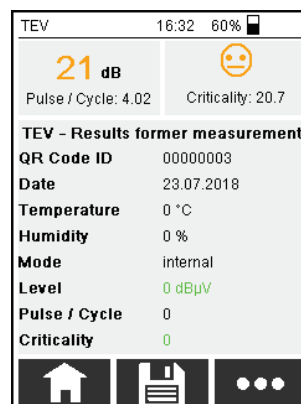 TEV 16:32 60%
21 dB
Pulse / Cycle: 4.02 Criticality: 20.7
TEV - Results former measurement
QR Code ID 00000003
Date 23.07.2018
Temperature 0 °C
Humidity 0 %
Mode internal
Level 0 dBµV
Pulse / Cycle 0
Criticality 0